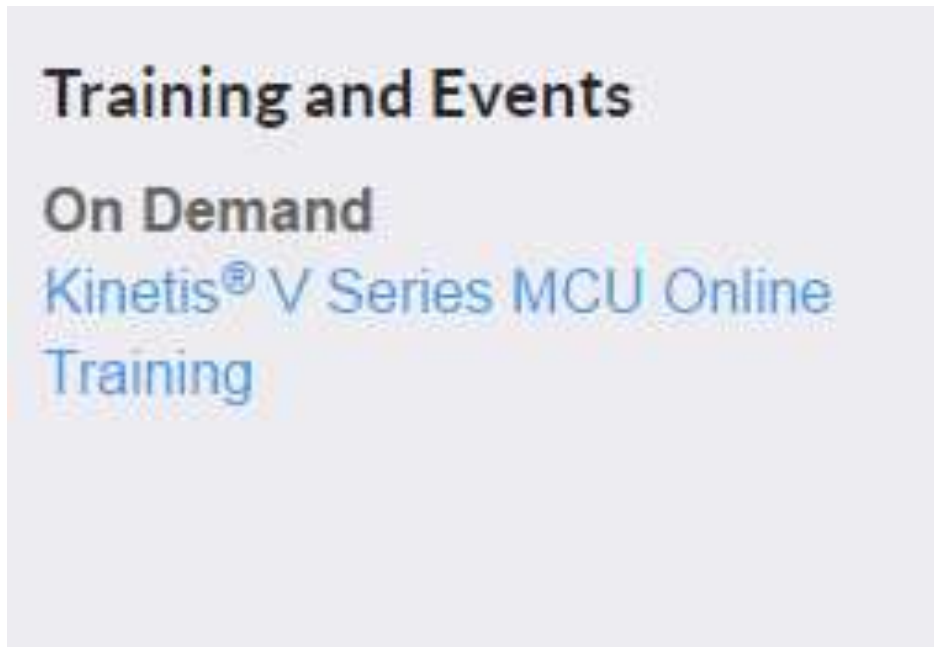 Training and Events
On Demand
Kinetis® V Series MCU Online
Training